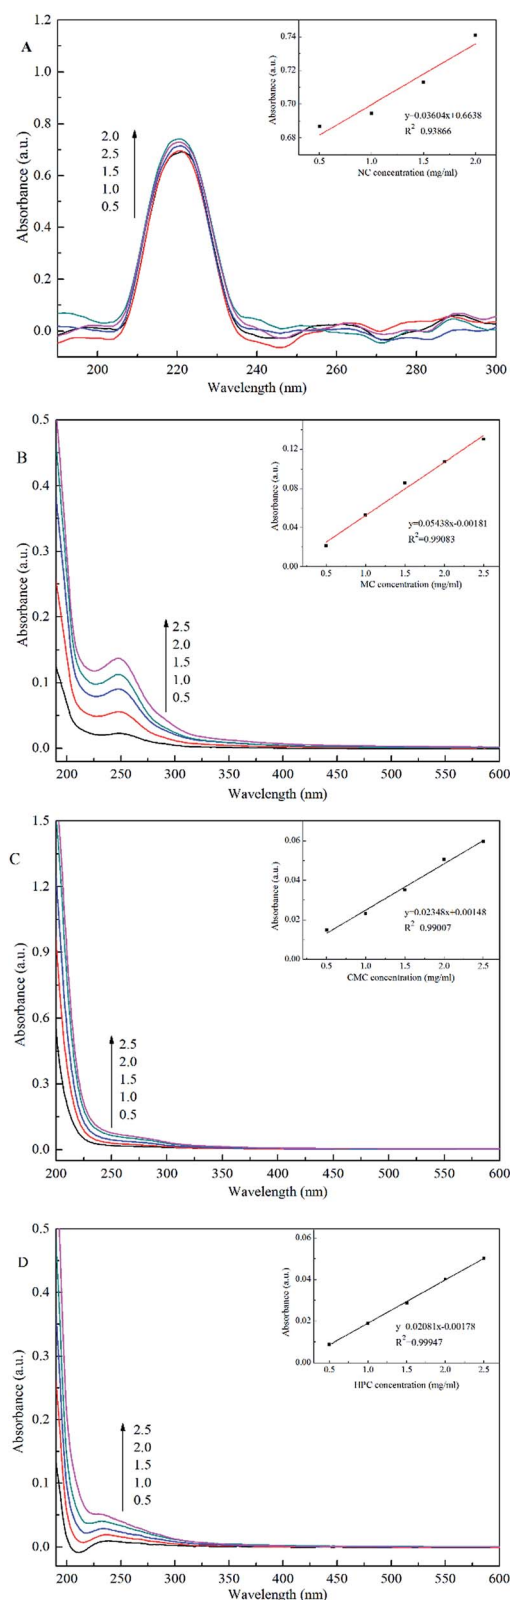 A
1.2
1.0
0.8
0.6
0.4
0.2
0.0
Absorbance (a.u.)
2.0
2.5
1.5
1.0
0.5
200 220 240 260 280 300
Wavelength (nm)
0.74
0.70
0.68
Absorbance (a.u.)
y=0.03604x+0.6638
R² 0.93866
0.5 1.0 1.5 2.0
NC concentration (mg/ml)
B
0.5
0.4
0.3
0.2
0.1
0.0
Absorbance (a.u.)
2.5
2.0
1.5
1.0
0.5
200 250 300 350 400 450 500 550 600
Wavelength (nm)
0.12
0.08
0.04
0.00
Absorbance (a.u.)
y=0.05438x-0.00181
R²=0.99083
0.5 1.0 1.5 2.0 2.5
MC concentration (mg/ml)
C
1.5
1.2
0.9
0.6
0.3
0.0
Absorbance (a.u.)
2.5
2.0
1.5
1.0
0.5
200 250 300 350 400 450 500 550 600
Wavelength (nm)
0.06
0.04
0.02
0.00
Absorbance (a.u.)
y=0.02348x+0.00148
R² 0.99007
0.5 1.0 1.5 2.0 2.5
CMC concentration (mg/ml)
D
0.5
0.4
0.3
0.2
0.1
0.0
Absorbance (a.u.)
2.5
2.0
1.5
1.0
0.5
200 250 300 350 400 450 500 550 600
Wavelength (nm)
0.06
0.04
0.02
0.00
Absorbance (a.u.)
y 0.02081x-0.00178
R²=0.99947
0.5 1.0 1.5 2.0 2.5
HPC concentration (mg/ml)